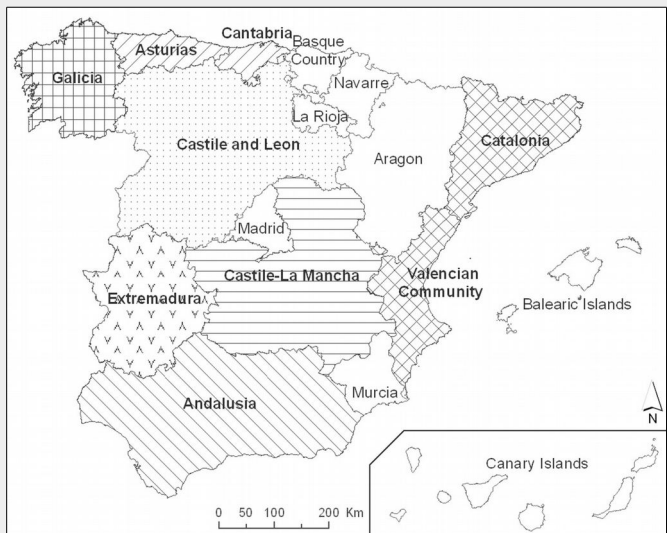 Cantabria
Asturias
Basque
Country
Galicia
Navarre
La Rioja
Castile and Leon
Catalonia
Aragon
Madrid
Castile-La Mancha
Valencian
Community
Extremadura
Balearic Islands
Andalusia
Murcia
N
Canary Islands
0 50 100 200 Km